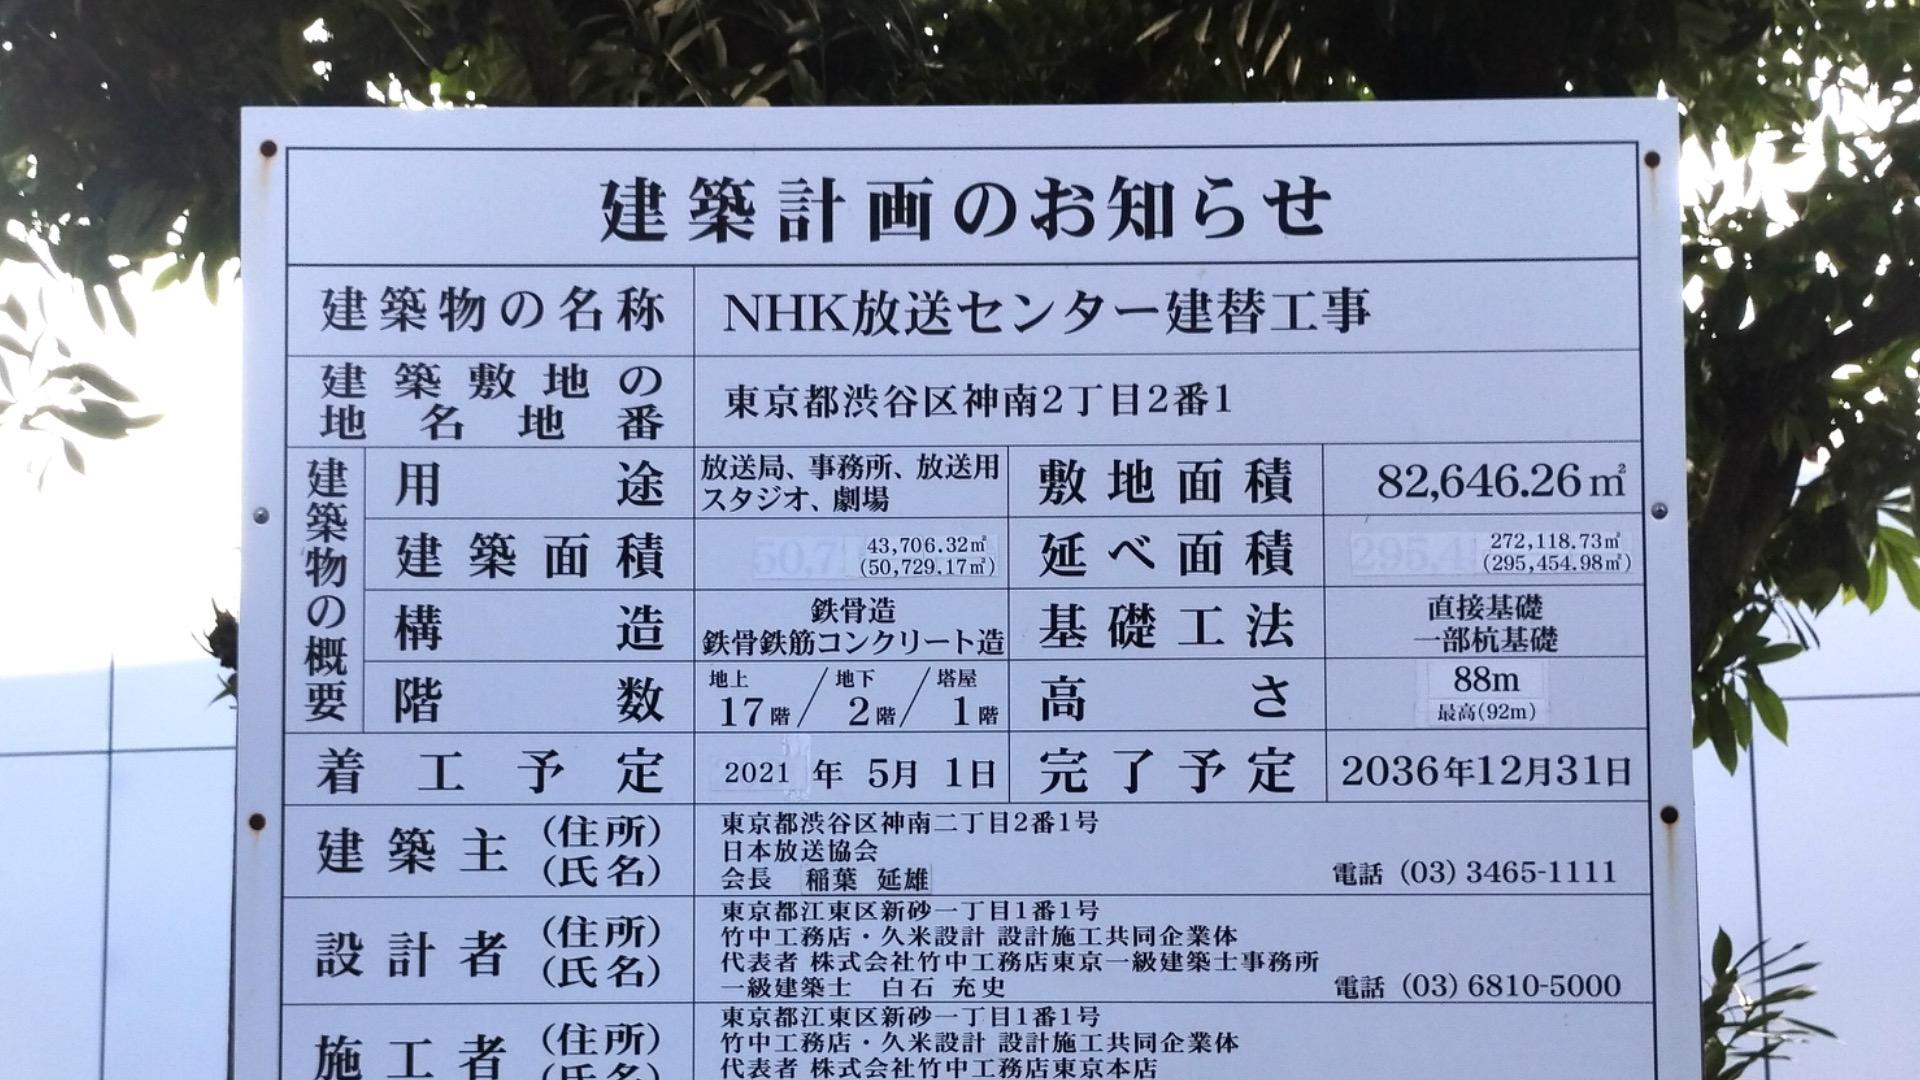 建築計画のお知らせ
建築物の名称 NHK放送センター建替工事
建築敷地の
地名地番
東京都渋谷区神南2丁目2番1
建築物の概要
用途
放送局、事務所、放送用
スタジオ、劇場
敷地面積 82,646.26㎡
建築面積
43,706.32㎡
(50,729.17㎡)
延べ面積
272,118.73㎡
(295,454.98㎡)
構造
鉄骨造
鉄骨鉄筋コンクリート造
基礎工法
直接基礎
一部杭基礎
階数
地上17階/地下2階/塔屋1階
高さ
88m
最高(92m)
着工予定 2021年 5月 1日 完了予定 2036年12月31日
建築主 (住所)
(氏名)
東京都渋谷区神南二丁目2番1号
日本放送協会
会長 稲葉 延雄 電話 (03) 3465-1111
設計者 (住所)
(氏名)
東京都江東区新砂一丁目1番1号
竹中工務店・久米設計 設計施工共同企業体
代表者 株式会社竹中工務店東京一級建築士事務所
一級建築士 白石 充史 電話 (03) 6810-5000
施工者 (住所)
(氏名)
東京都江東区新砂一丁目1番1号
竹中工務店・久米設計 設計施工共同企業体
代表者 株式会社竹中工務店東京本店